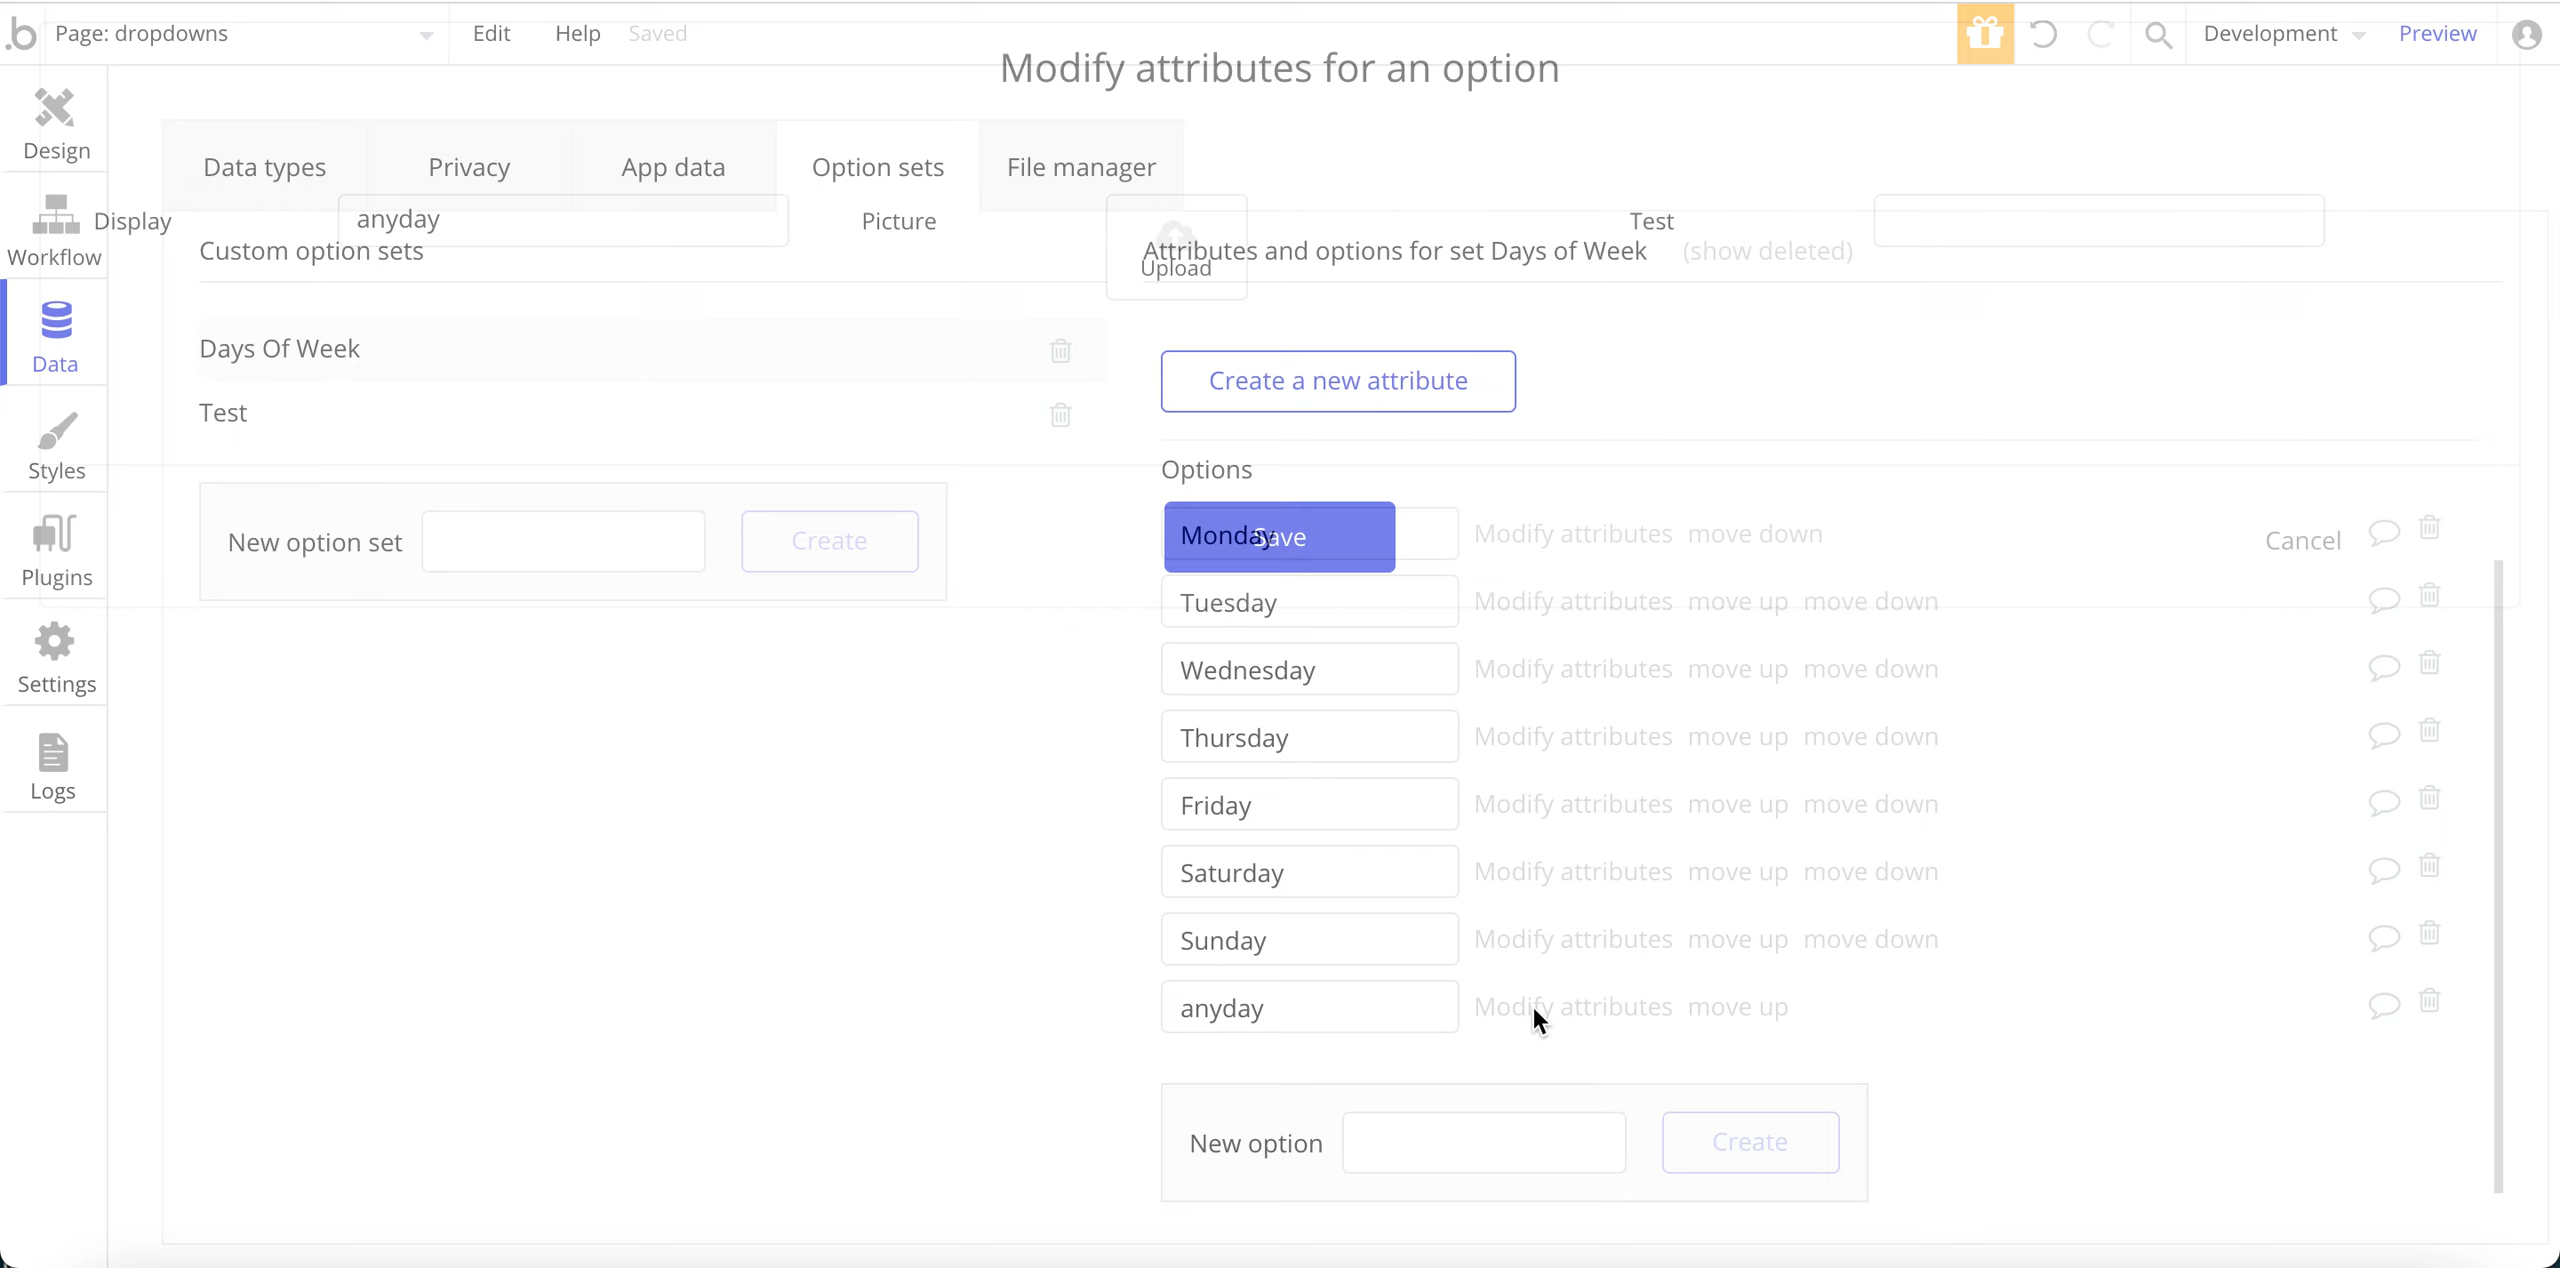 .b Page: dropdowns Edit Help Saved Development Preview
Modify attributes for an option
Design
Data types Privacy App data Option sets File manager
Display anyday Picture Upload Test
Workflow
Custom option sets
Attributes and options for set Days of Week (show deleted)
Data
Days Of Week
Test
Create a new attribute
Styles
Options
New option set Create
Monday Save Modify attributes move down Cancel
Plugins
Tuesday Modify attributes move up move down
Settings
Wednesday Modify attributes move up move down
Thursday Modify attributes move up move down
Logs
Friday Modify attributes move up move down
Saturday Modify attributes move up move down
Sunday Modify attributes move up move down
anyday Modify attributes move up
New option Create